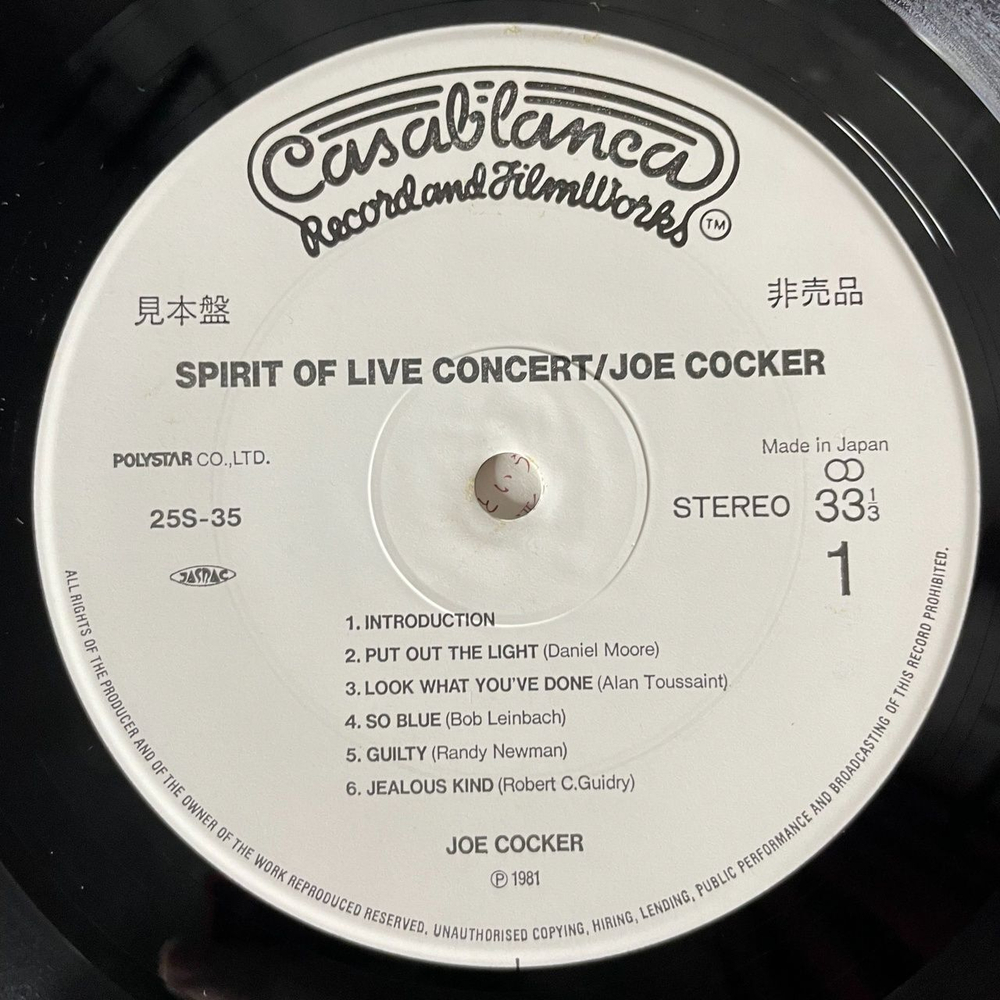 Casablanca
Record and FilmWorks TM
見本盤
非売品
SPIRIT OF LIVE CONCERT/JOE COCKER
POLYSTAR CO.,LTD.
Made in Japan
25S-35
STEREO 33 1/3
JASRAC
1
1. INTRODUCTION
2. PUT OUT THE LIGHT (Daniel Moore)
3. LOOK WHAT YOU'VE DONE (Alan Toussaint)
4. SO BLUE (Bob Leinbach)
5. GUILTY (Randy Newman)
6. JEALOUS KIND (Robert C.Guidry)
JOE COCKER
Ⓟ 1981
ALL RIGHTS OF THE PRODUCER AND OF THE OWNER OF THE WORK REPRODUCED RESERVED, UNAUTHORISED COPYING, HIRING, LENDING, PUBLIC PERFORMANCE AND BROADCASTING OF THIS RECORD PROHIBITED.